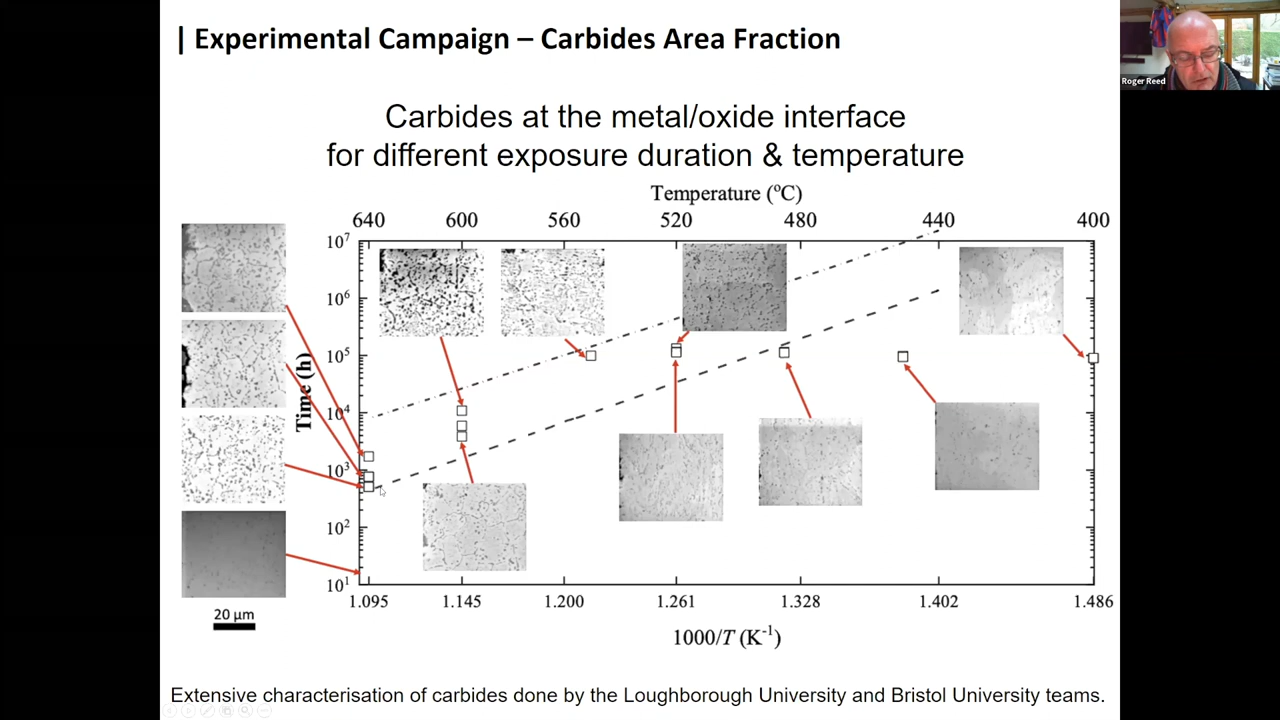 | Experimental Campaign – Carbides Area Fraction
Roger Reed
Carbides at the metal/oxide interface
for different exposure duration & temperature
Temperature (°C)
640 600 560 520 480 440 400
10⁷
10⁶
10⁵
10⁴
10³
10²
10¹
Time (h)
1.095 1.145 1.200 1.261 1.328 1.402 1.486
1000/T (K⁻¹)
20 µm
Extensive characterisation of carbides done by the Loughborough University and Bristol University teams.